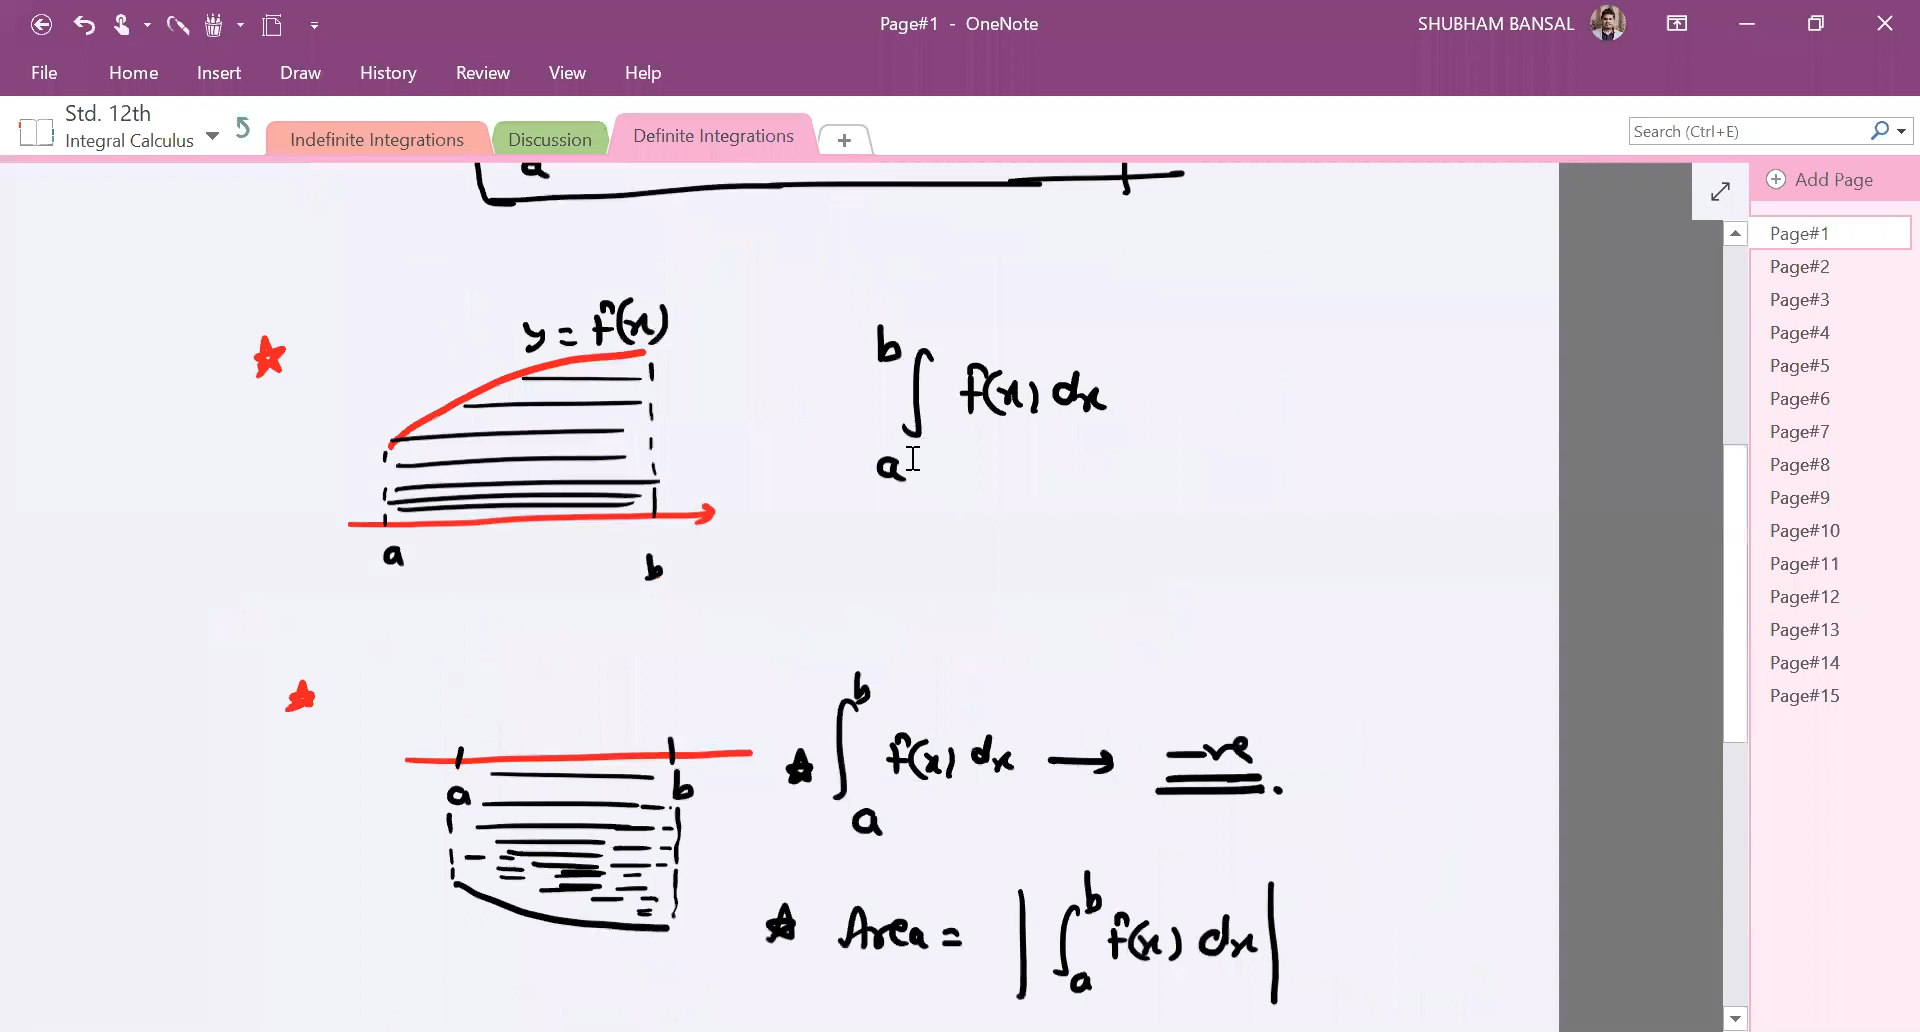 Page#1 - OneNote
SHUBHAM BANSAL
File Home Insert Draw History Review View Help
Std. 12th
Integral Calculus
Indefinite Integrations
Discussion
Definite Integrations
+
Search (Ctrl+E)
Add Page
Page#1
Page#2
Page#3
Page#4
Page#5
Page#6
Page#7
Page#8
Page#9
Page#10
Page#11
Page#12
Page#13
Page#14
Page#15
a
y = f(x)
a b
b
∫ f(x) dx
a
a b
b
∫ f(x) dx → -ve .
a
Area = | ∫ₐᵇ f(x) dx |